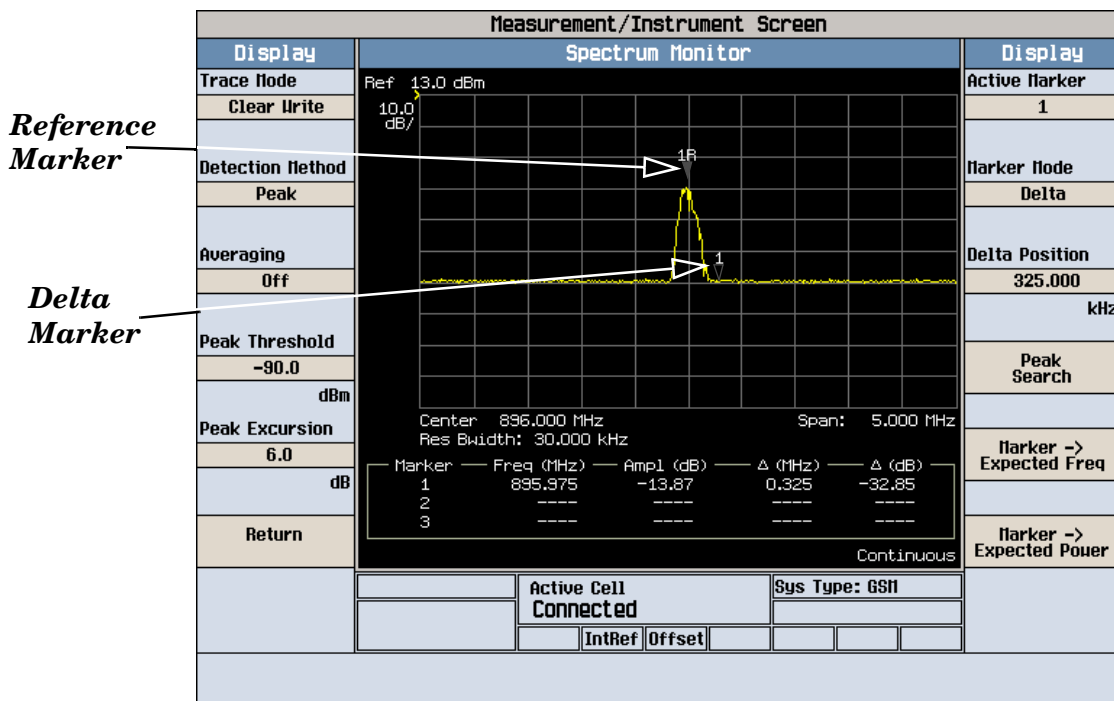 Measurement/Instrument Screen
Display
Spectrum Monitor
Display
Trace Mode
Clear Write
Detection Method
Peak
Averaging
Off
Peak Threshold
-90.0
dBm
Peak Excursion
6.0
dB
Return
Reference
Marker
Delta
Marker
Ref 13.0 dBm
10.0
dB/
1R
1
Center 896.000 MHz Span: 5.000 MHz
Res Bwidth: 30.000 kHz
Marker Freq (MHz) Ampl (dB) Δ (MHz) Δ (dB)
1 895.975 -13.87 0.325 -32.85
2 ---- ---- ---- ----
3 ---- ---- ---- ----
Continuous
Active Cell
Connected
Sys Type: GSM
IntRef Offset
Active Marker
1
Marker Mode
Delta
Delta Position
325.000
kHz
Peak
Search
Marker ->
Expected Freq
Marker ->
Expected Power